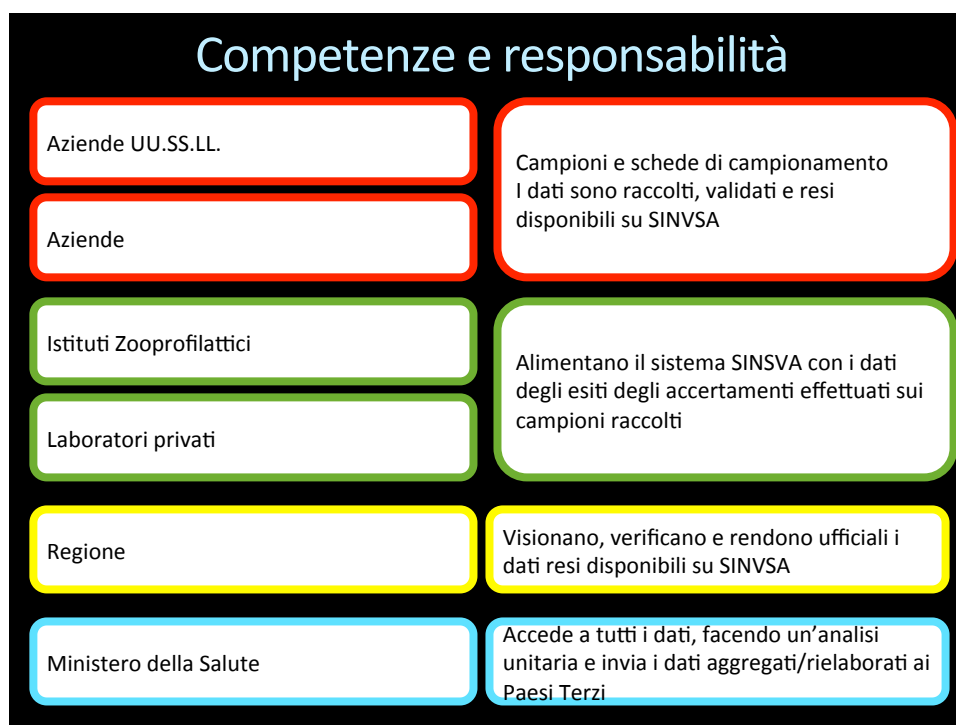 Competenze e responsabilità
Aziende UU.SS.LL.
Aziende
Campioni e schede di campionamento
I dati sono raccolti, validati e resi
disponibili su SINVSA
Istituti Zooprofilattici
Laboratori privati
Alimentano il sistema SINSVA con i dati
degli esiti degli accertamenti effettuati sui
campioni raccolti
Regione
Visionano, verificano e rendono ufficiali i
dati resi disponibili su SINVSA
Ministero della Salute
Accede a tutti i dati, facendo un’analisi
unitaria e invia i dati aggregati/rielaborati ai
Paesi Terzi